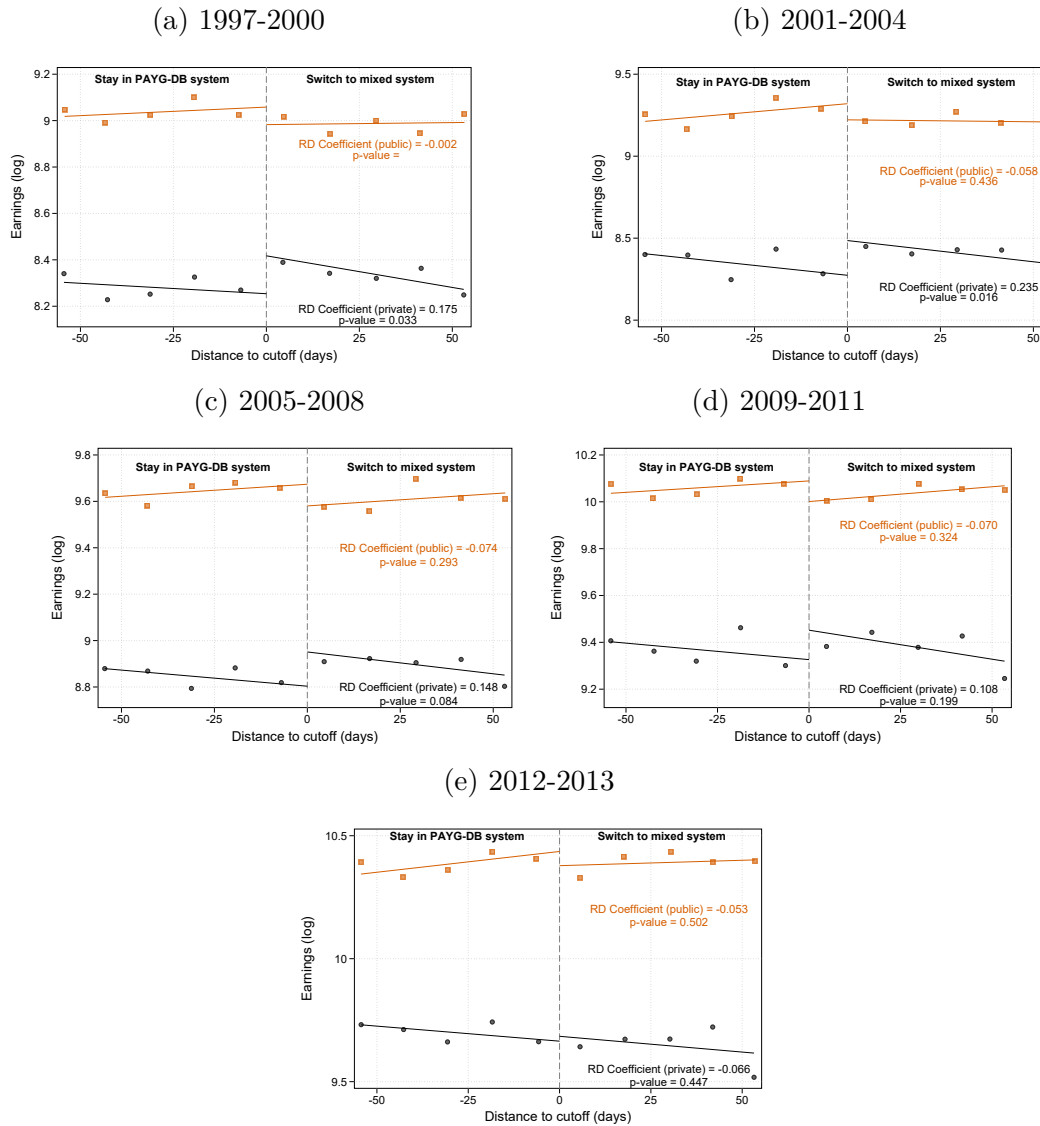 (a) 1997-2000
Stay in PAYG-DB system
Switch to mixed system
9.2
9
8.8
8.6
8.4
8.2
Earnings (log)
RD Coefficient (public) = -0.002
p-value =
RD Coefficient (private) = 0.175
p-value = 0.033
-50
-25
0
25
50
Distance to cutoff (days)
(b) 2001-2004
Stay in PAYG-DB system
Switch to mixed system
9.5
9
8.5
8
Earnings (log)
RD Coefficient (public) = -0.058
p-value = 0.436
RD Coefficient (private) = 0.235
p-value = 0.016
-50
-25
0
25
50
Distance to cutoff (days)
(c) 2005-2008
Stay in PAYG-DB system
Switch to mixed system
9.8
9.6
9.4
9.2
9
8.8
Earnings (log)
RD Coefficient (public) = -0.074
p-value = 0.293
RD Coefficient (private) = 0.148
p-value = 0.084
-50
-25
0
25
50
Distance to cutoff (days)
(d) 2009-2011
Stay in PAYG-DB system
Switch to mixed system
10.2
10
9.8
9.6
9.4
9.2
Earnings (log)
RD Coefficient (public) = -0.070
p-value = 0.324
RD Coefficient (private) = 0.108
p-value = 0.199
-50
-25
0
25
50
Distance to cutoff (days)
(e) 2012-2013
Stay in PAYG-DB system
Switch to mixed system
10.5
10
9.5
Earnings (log)
RD Coefficient (public) = -0.053
p-value = 0.502
RD Coefficient (private) = -0.066
p-value = 0.447
-50
-25
0
25
50
Distance to cutoff (days)